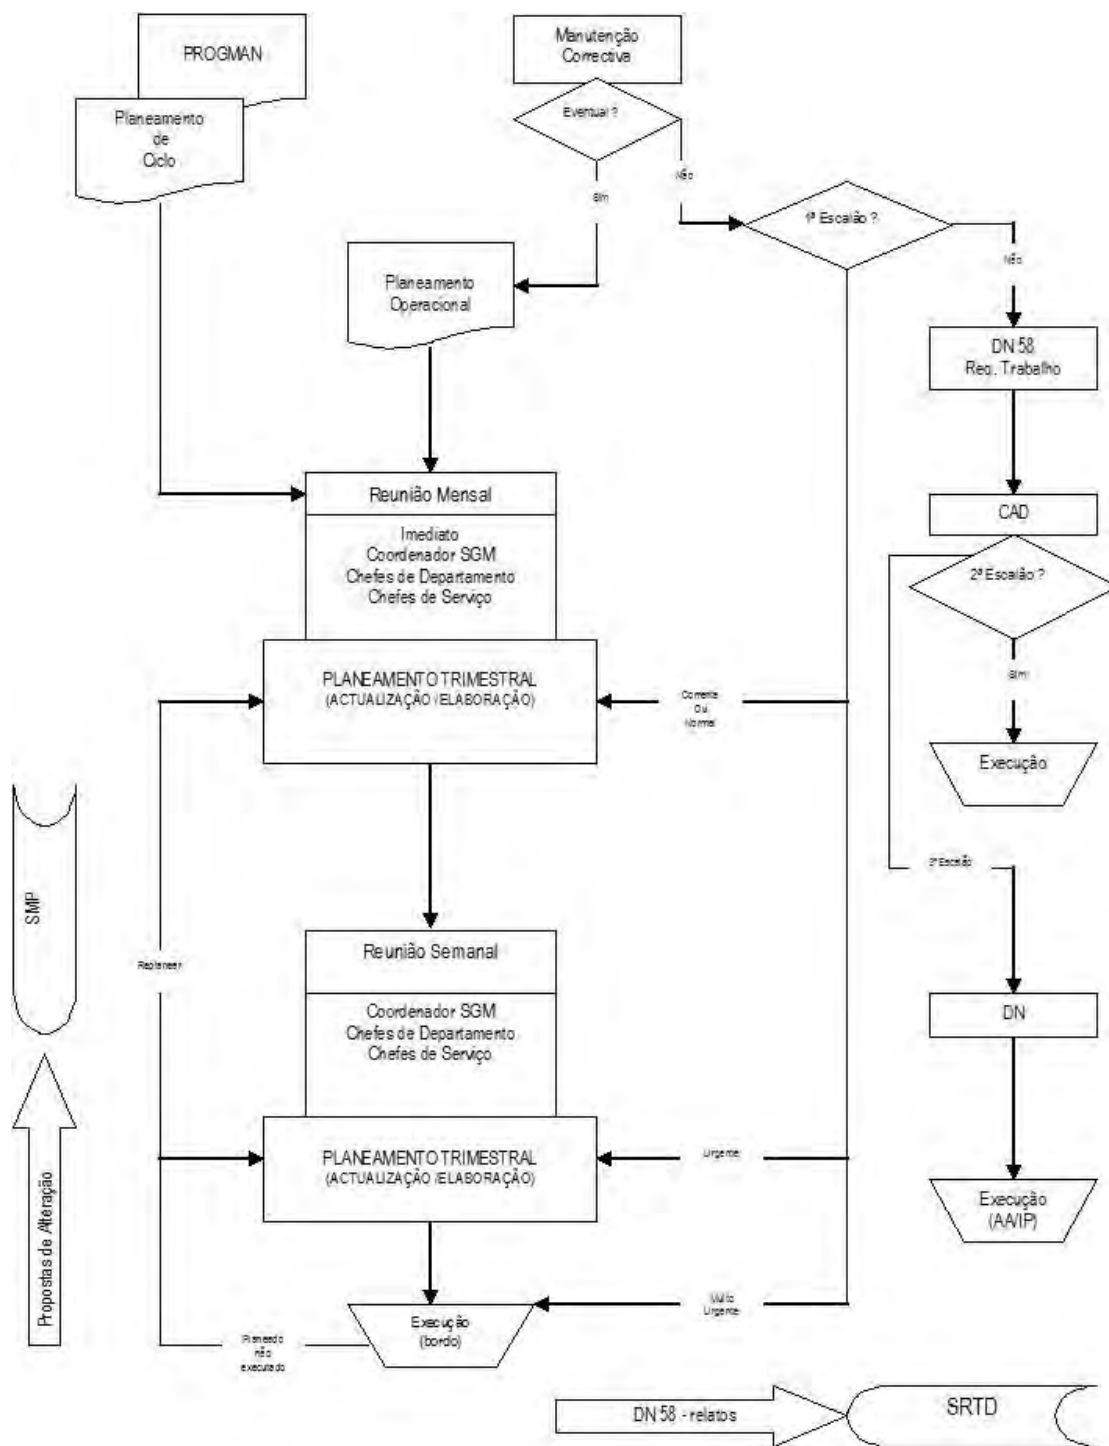 PROGMAN
Planeamento
de
Ciclo
Manutenção
Correctiva
Eventual ?
Sim
Não
1º Escalão ?
Não
Planeamento
Operacional
DN 58
Req. Trabalho
CAD
2º Escalão ?
Sim
Execução
3º Escalão
DN
Execução
(AA/IP)
Reunião Mensal
Imediato
Coordenador SGM
Chefes de Departamento
Chefes de Serviço
PLANEAMENTO TRIMESTRAL
(ACTUALIZAÇÃO /ELABORAÇÃO)
Corrente
Ou
Normal
Reunião Semanal
Coordenador SGM
Chefes de Departamento
Chefes de Serviço
PLANEAMENTO TRIMESTRAL
(ACTUALIZAÇÃO /ELABORAÇÃO)
Urgente
Execução
(bordo)
Muito
Urgente
Replanear
Planeado
não
executado
SMP
Propostas de Alteração
DN 58 - relatos
SRTD